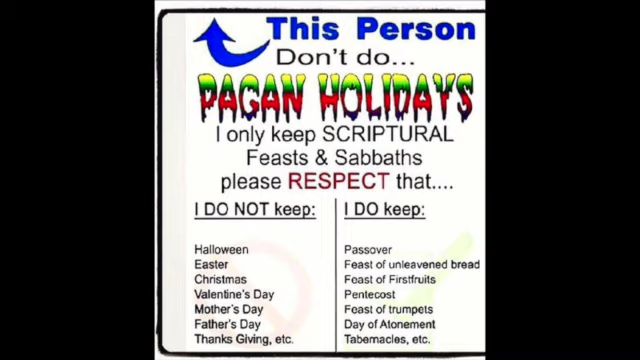 This Person
Don't do...
PAGAN HOLIDAYS
I only keep SCRIPTURAL
Feasts & Sabbaths
please RESPECT that....
I DO NOT keep:
Halloween
Easter
Christmas
Valentine's Day
Mother's Day
Father's Day
Thanks Giving, etc.
I DO keep:
Passover
Feast of unleavened bread
Feast of Firstfruits
Pentecost
Feast of trumpets
Day of Atonement
Tabernacles, etc.